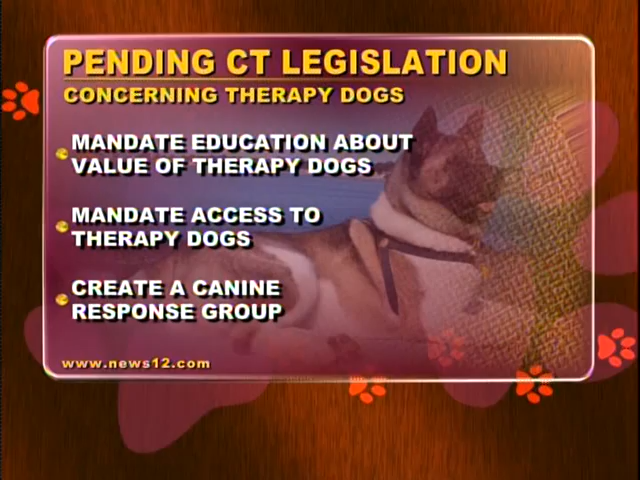 PENDING CT LEGISLATION
CONCERNING THERAPY DOGS
MANDATE EDUCATION ABOUT
VALUE OF THERAPY DOGS
MANDATE ACCESS TO
THERAPY DOGS
CREATE A CANINE
RESPONSE GROUP
www.news12.com